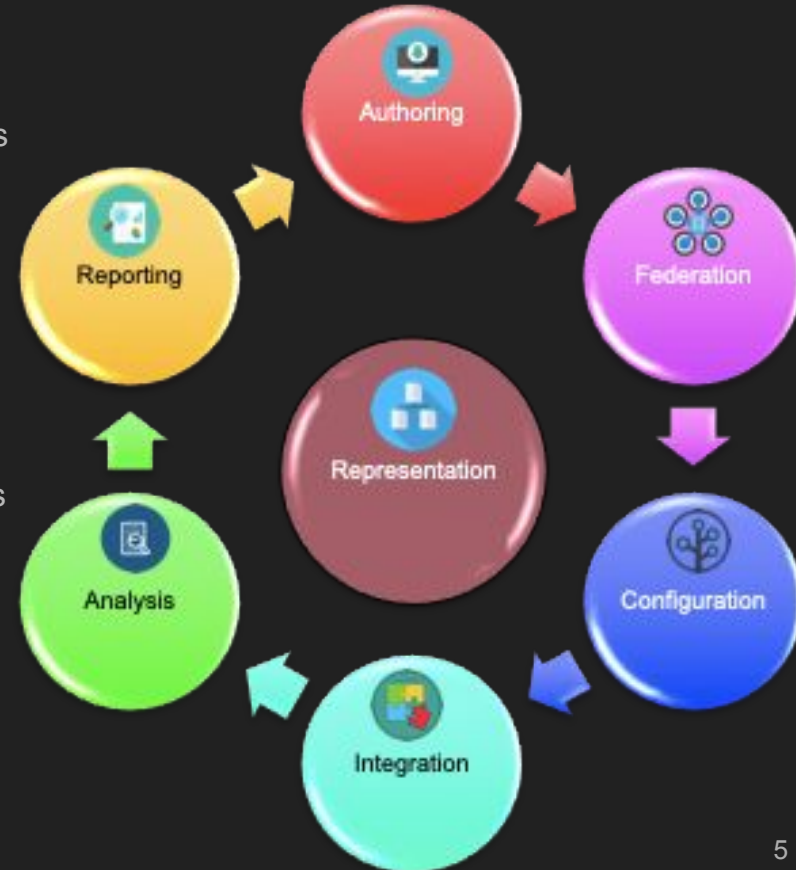 Authoring
s
Reporting
Federation
Representation
s
Analysis
Configuration
Integration
5